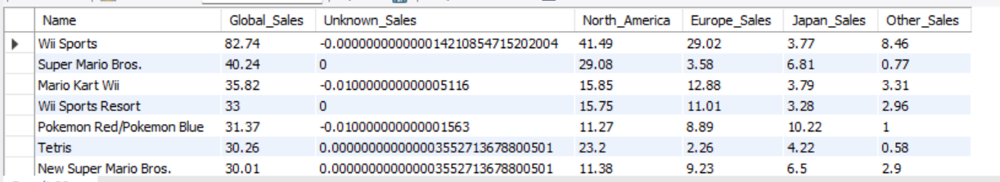 Name Global_Sales Unknown_Sales North_America Europe_Sales Japan_Sales Other_Sales
Wii Sports 82.74 -0.000000000000014210854715202004 41.49 29.02 3.77 8.46
Super Mario Bros. 40.24 0 29.08 3.58 6.81 0.77
Mario Kart Wii 35.82 -0.010000000000005116 15.85 12.88 3.79 3.31
Wii Sports Resort 33 0 15.75 11.01 3.28 2.96
Pokemon Red/Pokemon Blue 31.37 -0.010000000000001563 11.27 8.89 10.22 1
Tetris 30.26 0.000000000000003552713678800501 23.2 2.26 4.22 0.58
New Super Mario Bros. 30.01 0.000000000000003552713678800501 11.38 9.23 6.5 2.9